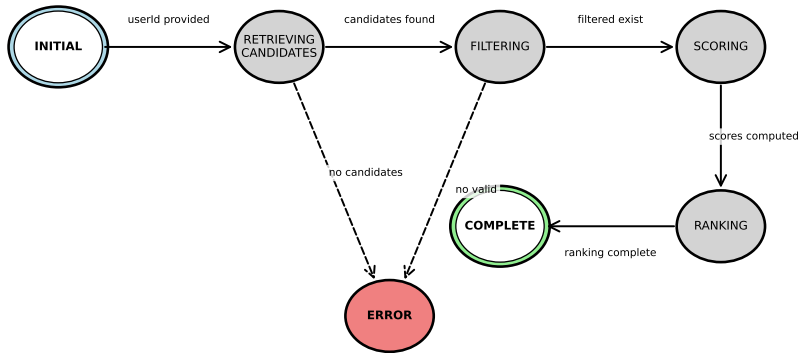 userId provided
candidates found
filtered exist
INITIAL
RETRIEVING
CANDIDATES
FILTERING
SCORING
scores computed
no candidates
no valid
COMPLETE
RANKING
ranking complete
ERROR